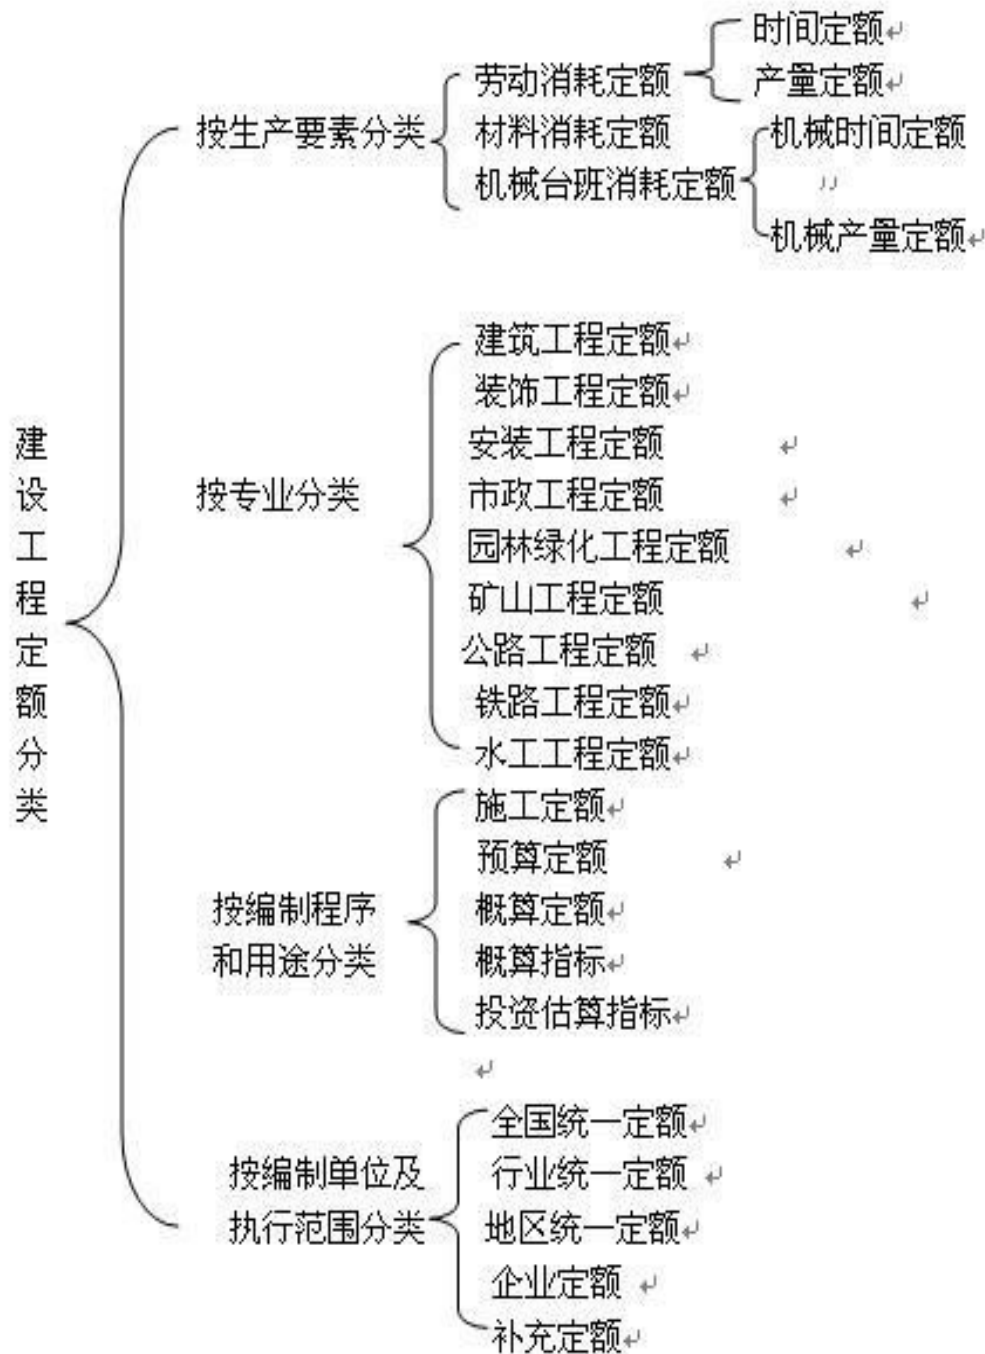 建设工程定额分类
按生产要素分类
劳动消耗定额
时间定额
产量定额
材料消耗定额
机械台班消耗定额
机械时间定额
机械产量定额
按专业分类
建筑工程定额
装饰工程定额
安装工程定额
市政工程定额
园林绿化工程定额
矿山工程定额
公路工程定额
铁路工程定额
水工工程定额
按编制程序
和用途分类
施工定额
预算定额
概算定额
概算指标
投资估算指标
按编制单位及
执行范围分类
全国统一定额
行业统一定额
地区统一定额
企业定额
补充定额